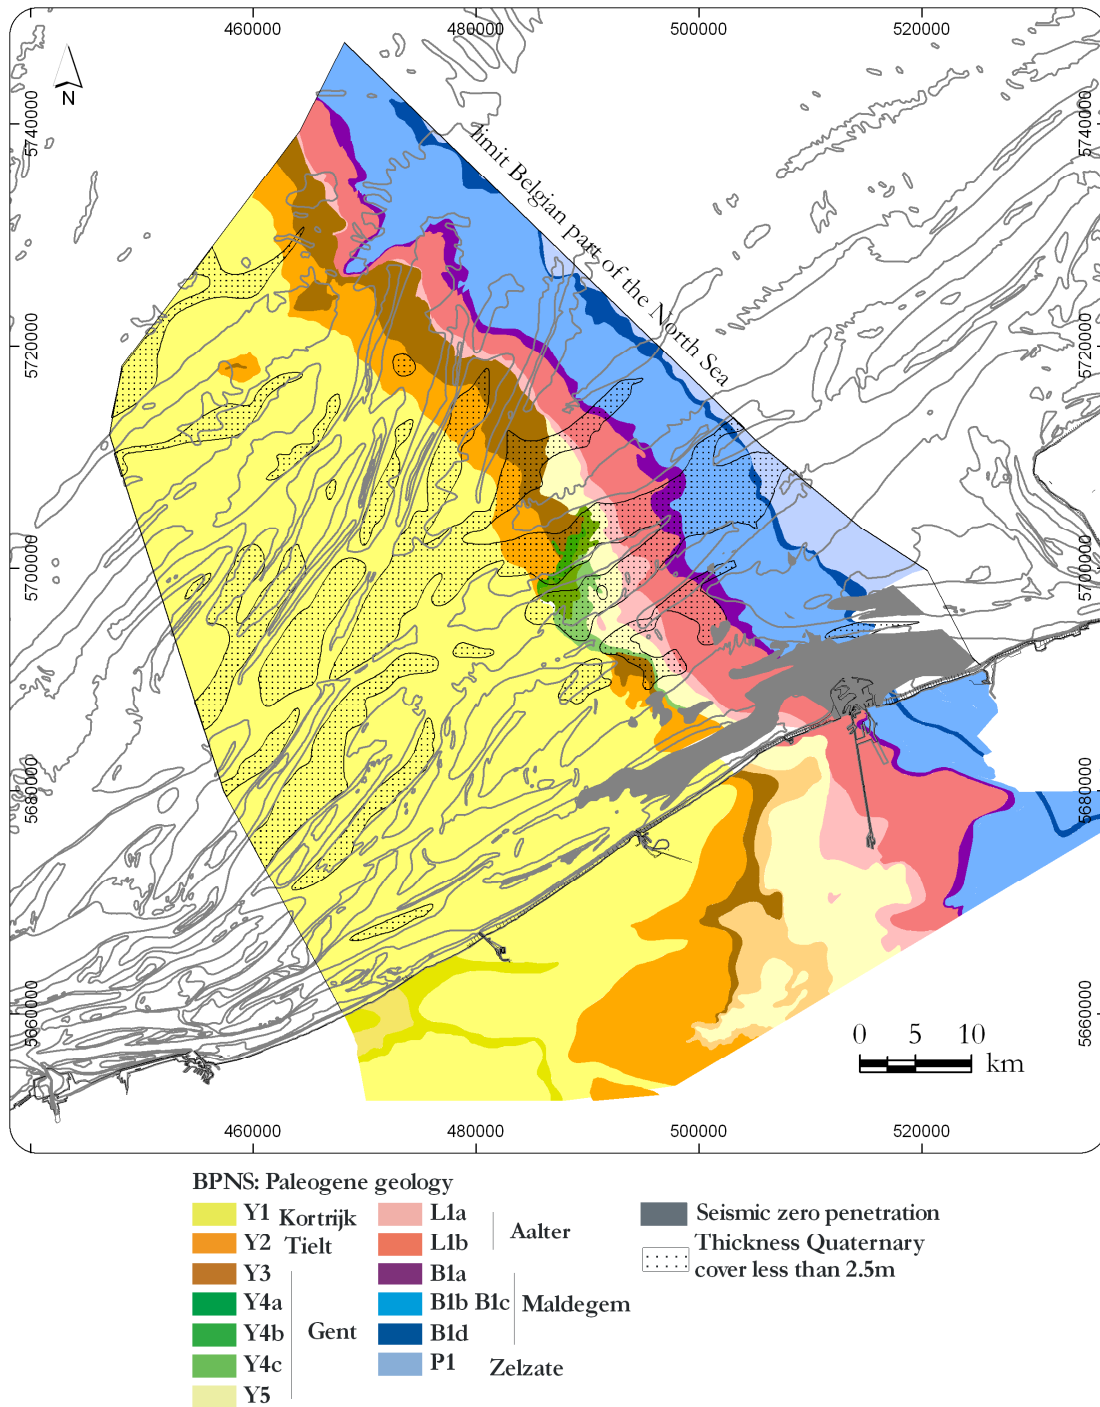 460000 480000 500000 520000
N
5740000 5740000
limit Belgian part of the North Sea
5720000 5720000
5700000 5700000
5680000 5680000
5660000 5660000
0 5 10
km
460000 480000 500000 520000
BPNS: Paleogene geology
Y1 Kortrijk
Y2 Tielt
Y3
Y4a
Y4b
Y4c
Y5
Gent
L1a
L1b
Aalter
B1a
B1b B1c
B1d
Maldegem
P1 Zelzate
Seismic zero penetration
Thickness Quaternary
cover less than 2.5m